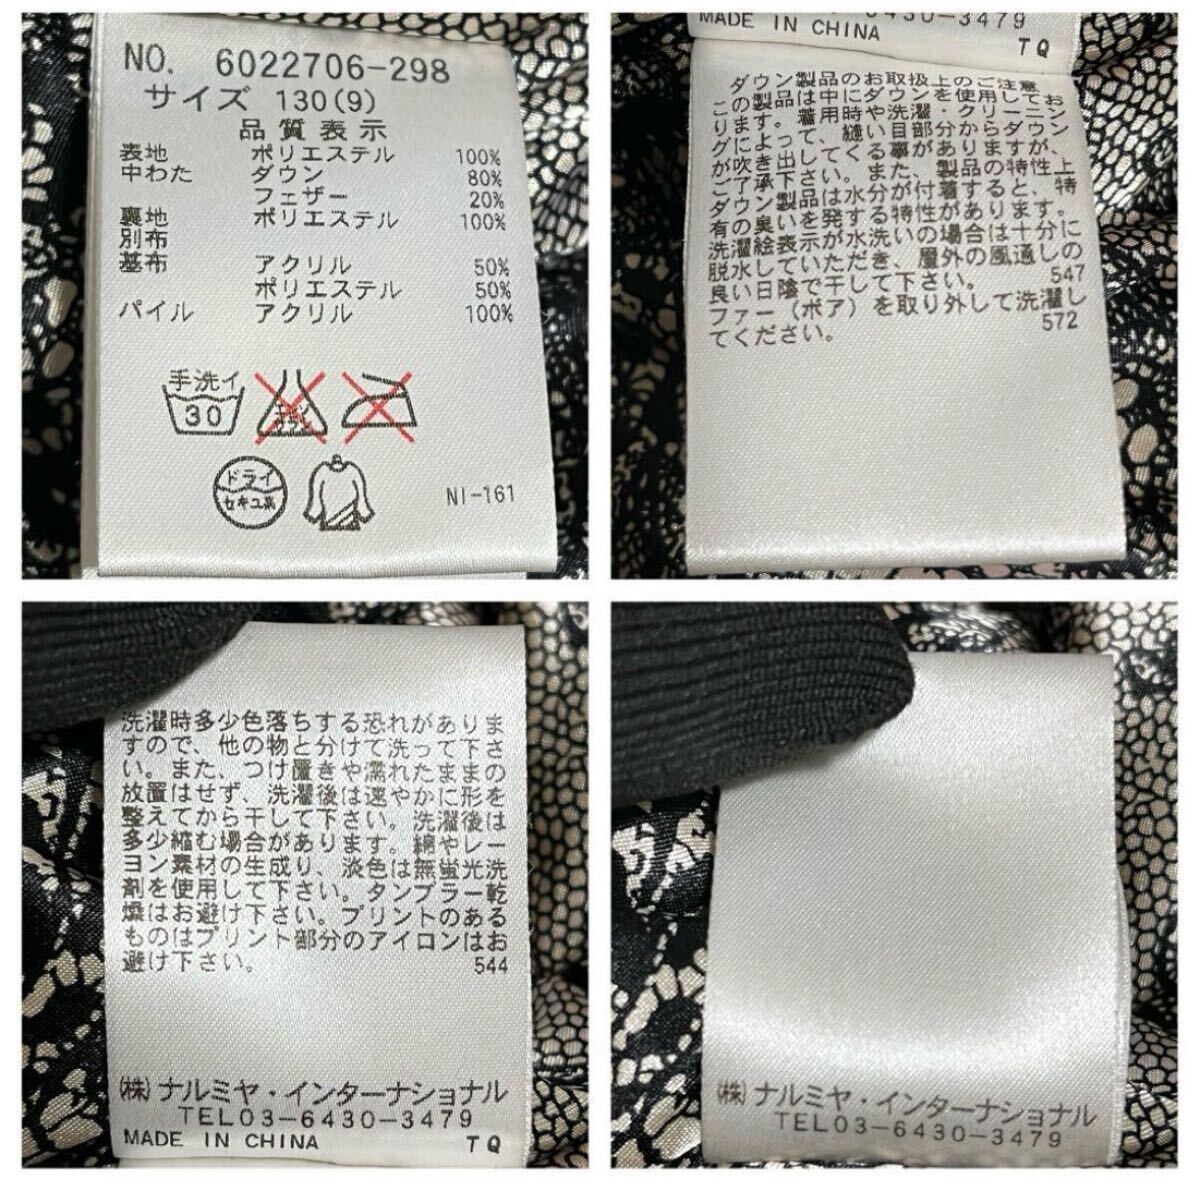 NO. 6022706-298
サイズ 130(9)
品質表示
表地 ポリエステル 100%
中わた ダウン 80%
フェザー 20%
裏地 ポリエステル 100%
別布
基布 アクリル 50%
ポリエステル 50%
パイル アクリル 100%
手洗イ
30
エンソ
サラシ
ドライ
セキユ系
NI-161
MADE IN CHINA
TQ
ダウン製品のお取扱上のご注意
この製品は中にダウンを使用してお
ります。着用時や洗濯・クリーニン
グによって、縫い目部分からダウン
が吹き出してくる事がありますが、
ご了承下さい。また、製品の特性上
ダウン製品は水分が付着すると、特
有の臭いを発する特性があります。
洗濯絵表示が水洗いの場合は十分に
脱水していただき、屋外の風通しの
良い日陰で干して下さい。 547
ファー（ボア）を取り外して洗濯し
てください。 572
洗濯時多少色落ちする恐れがありま
すので、他の物と分けて洗って下さ
い。また、つけ置きや濡れたままの
放置はせず、洗濯後は速やかに形を
整えてから干して下さい。洗濯後は
多少縮む場合があります。綿やレー
ヨン素材の生成り、淡色は無蛍光洗
剤を使用して下さい。タンブラー乾
燥はお避け下さい。プリントのある
ものはプリント部分のアイロンはお
避け下さい。 544
(株)ナルミヤ・インターナショナル
TEL03-6430-3479
MADE IN CHINA TQ
(株)ナルミヤ・インターナショナル
TEL03-6430-3479